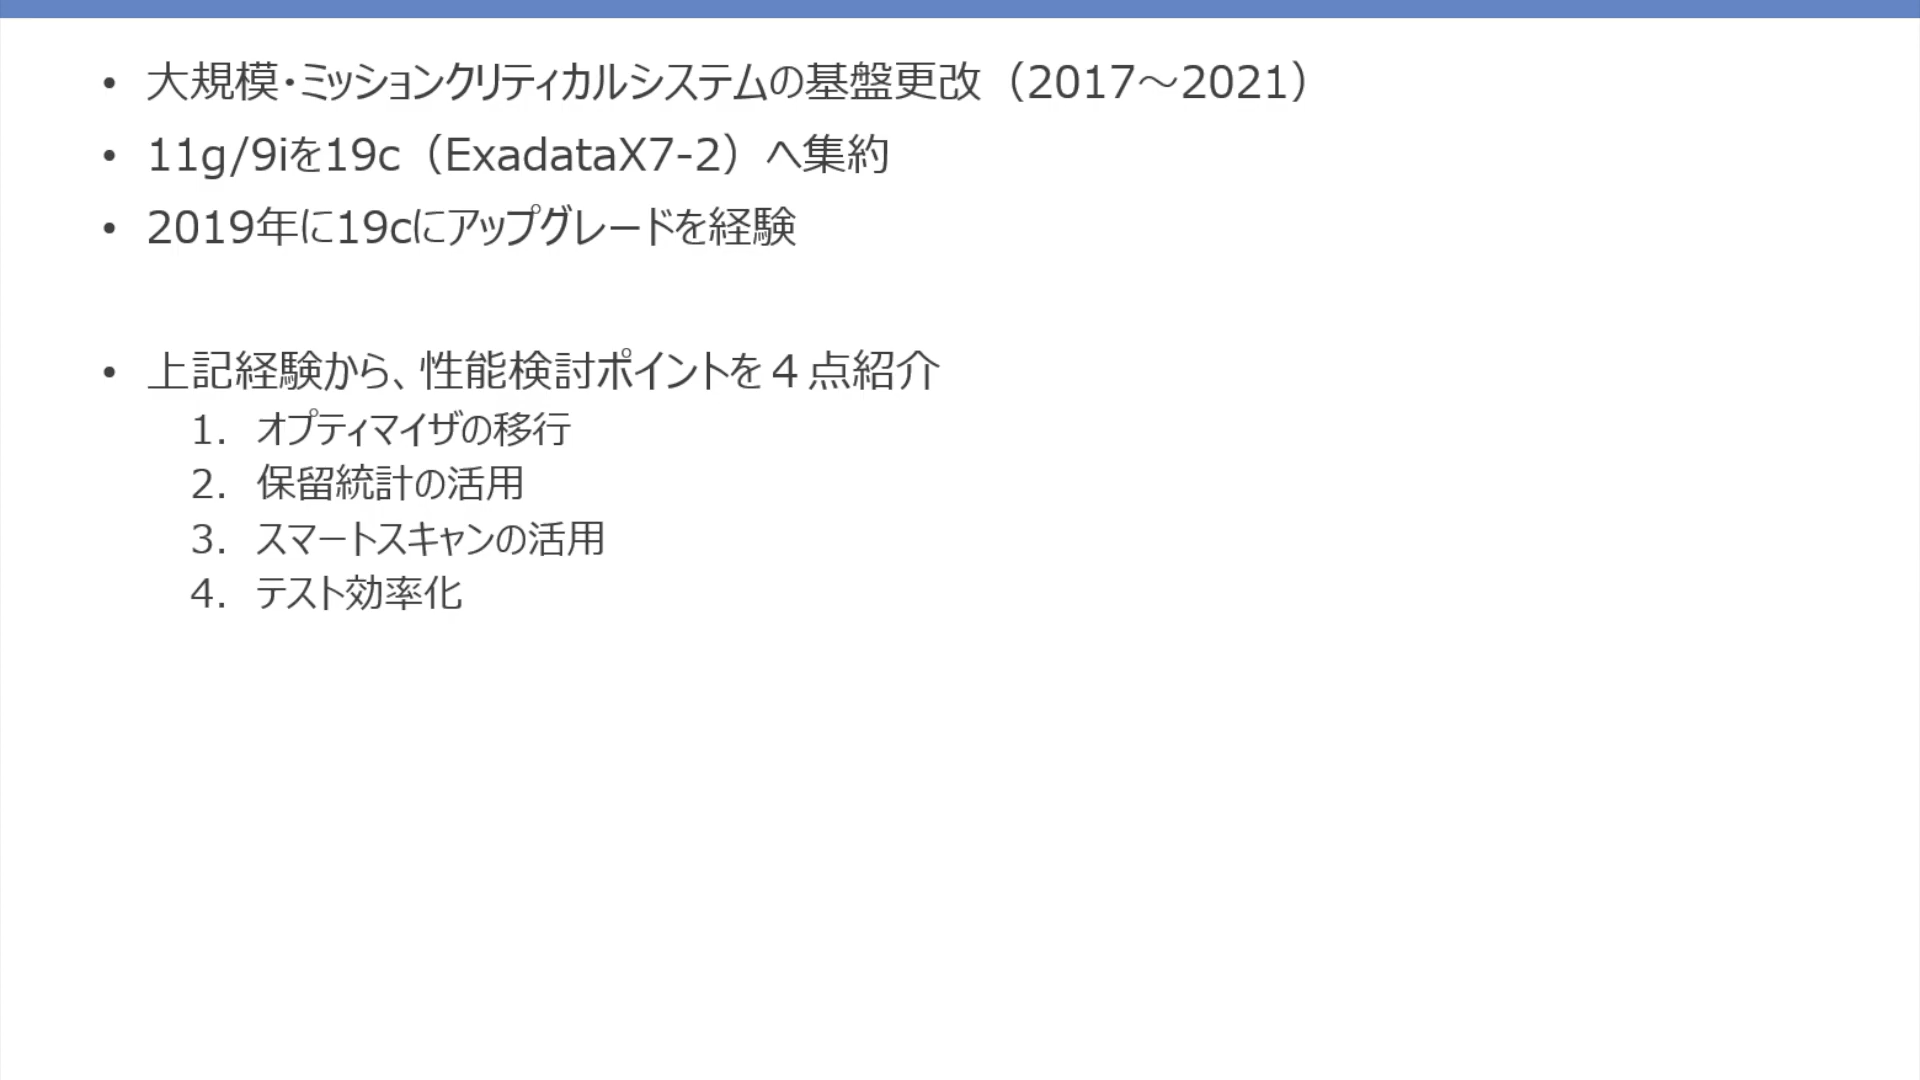 • 大規模・ミッションクリティカルシステムの基盤更改（2017～2021）
• 11g/9iを19c（ExadataX7-2）へ集約
• 2019年に19cにアップグレードを経験
• 上記経験から、性能検討ポイントを４点紹介
1. オプティマイザの移行
2. 保留統計の活用
3. スマートスキャンの活用
4. テスト効率化